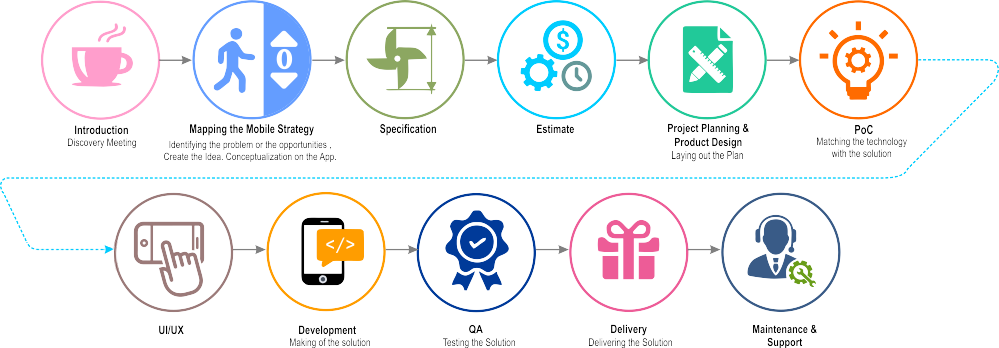 0
$
Introduction
Discovery Meeting
Mapping the Mobile Strategy
Identifying the problem or the opportunities ,
Create the Idea. Conceptualization on the App.
Specification
Estimate
Project Planning &
Product Design
Laying out the Plan
PoC
Matching the technology
with the solution
</>
UI/UX
Development
Making of the solution
QA
Testing the Solution
Delivery
Delivering the Solution
Maintenance &
Support